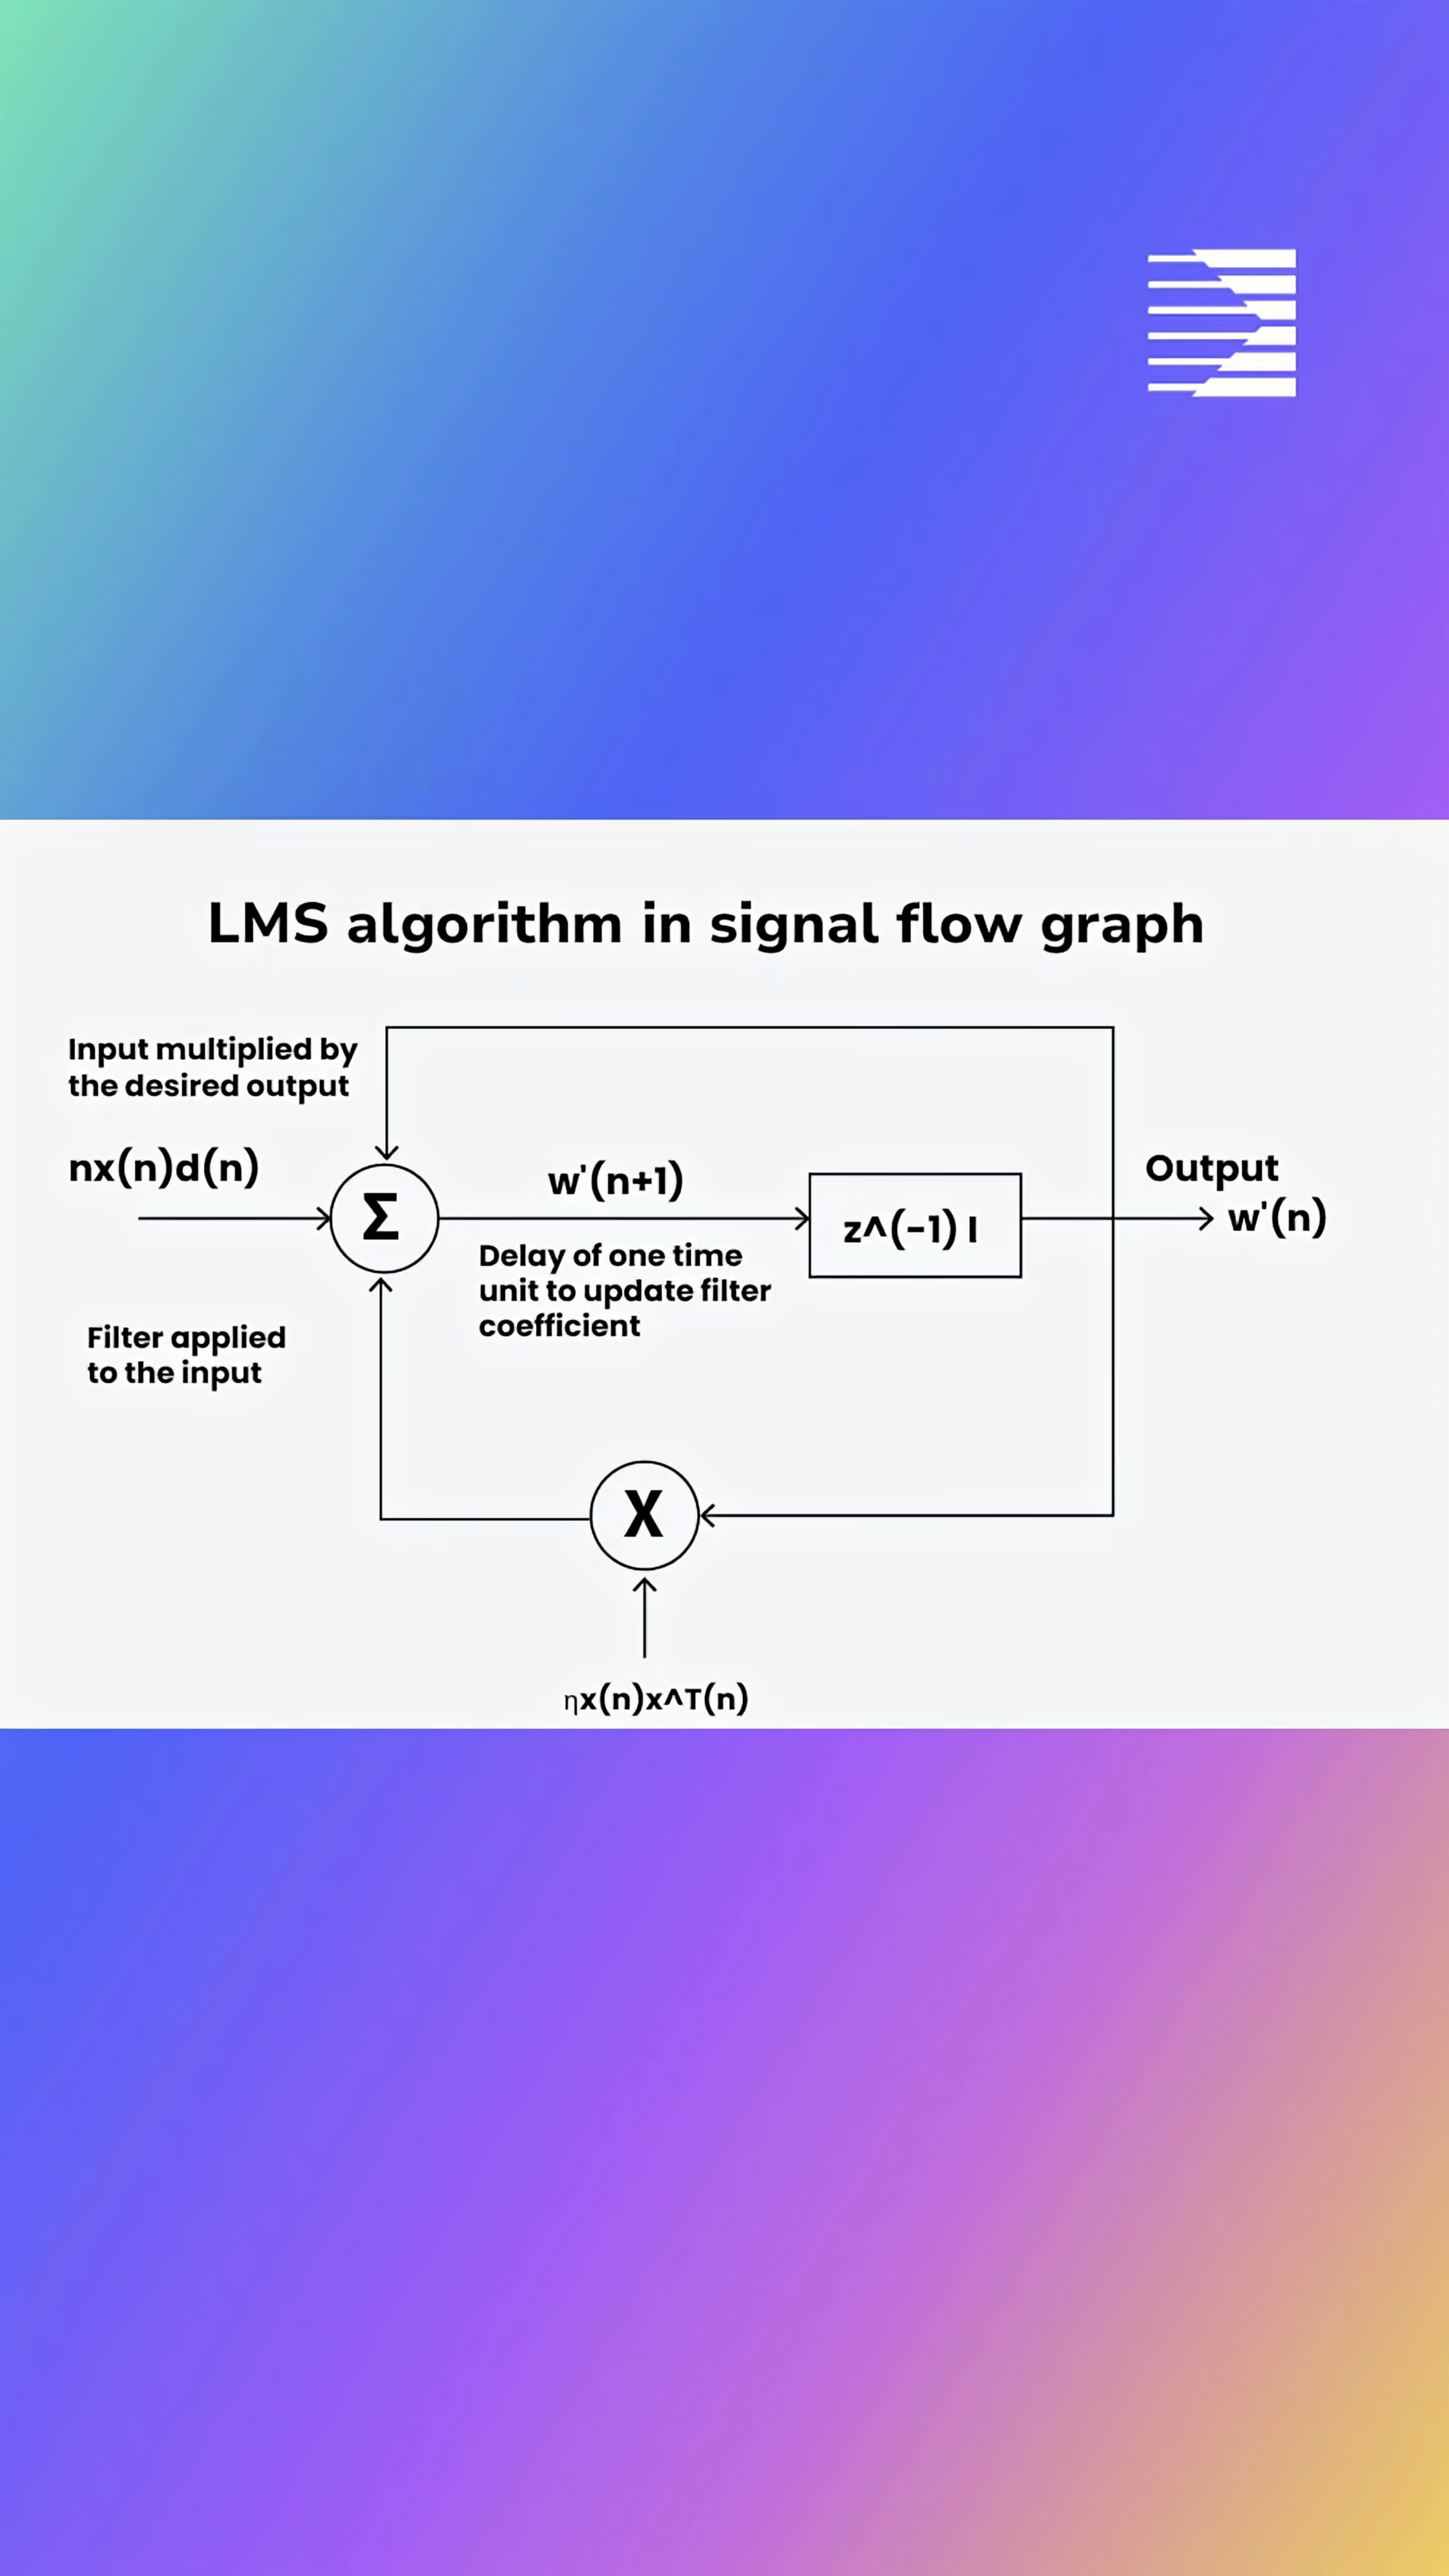 LMS algorithm in signal flow graph
Input multiplied by
the desired output
nx(n)d(n)
Σ
w'(n+1)
Delay of one time
unit to update filter
coefficient
z^(-1) I
Output
w'(n)
Filter applied
to the input
X
ηx(n)x^T(n)